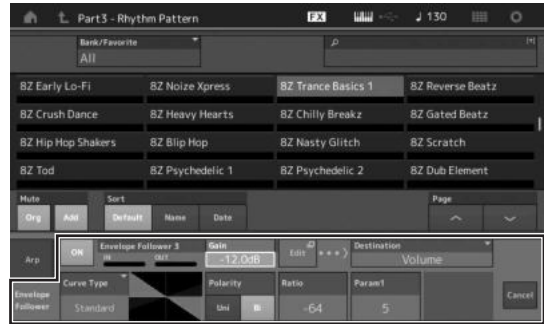 Part3 - Rhythm Pattern FX ♩ 130
Bank/Favorite
All
8Z Early Lo-Fi 8Z Noize Xpress 8Z Trance Basics 1 8Z Reverse Beatz
8Z Crush Dance 8Z Heavy Hearts 8Z Chilly Breakz 8Z Gated Beatz
8Z Hip Hop Shakers 8Z Blip Hop 8Z Nasty Glitch 8Z Scratch
8Z Tod 8Z Psychedelic 1 8Z Psychedelic 2 8Z Dub Element
Mute Sort Page
Org Add Default Name Date
Arp ON Envelope Follower 3 Gain Edit Destination
IN OUT -12.0dB Volume
Envelope Follower Curve Type Polarity Ratio Param1 Cancel
Standard Uni Bi -64 5